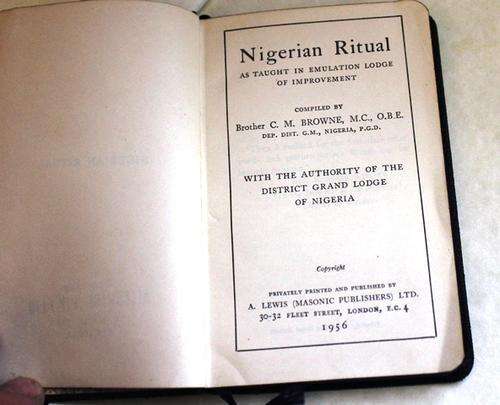 Nigerian Ritual
AS TAUGHT IN EMULATION LODGE
OF IMPROVEMENT
COMPILED BY
Brother C. M. BROWNE, M.C., O.B.E.
DEP. DIST. G.M., NIGERIA, P.G.D.
WITH THE AUTHORITY OF THE
DISTRICT GRAND LODGE
OF NIGERIA
Copyright
PRIVATELY PRINTED AND PUBLISHED BY
A. LEWIS (MASONIC PUBLISHERS) LTD.
30-32 FLEET STREET, LONDON, E.C. 4
1956